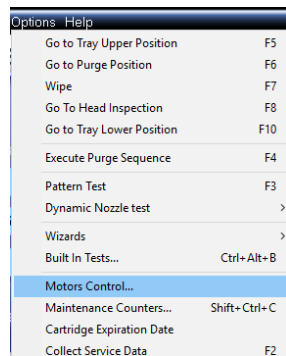 Options Help
Go to Tray Upper Position F5
Go to Purge Position F6
Wipe F7
Go To Head Inspection F8
Go to Tray Lower Position F10
Execute Purge Sequence F4
Pattern Test F3
Dynamic Nozzle test >
Wizards >
Built In Tests... Ctrl+Alt+B
Motors Control...
Maintenance Counters... Shift+Ctrl+C
Cartridge Expiration Date
Collect Service Data F2